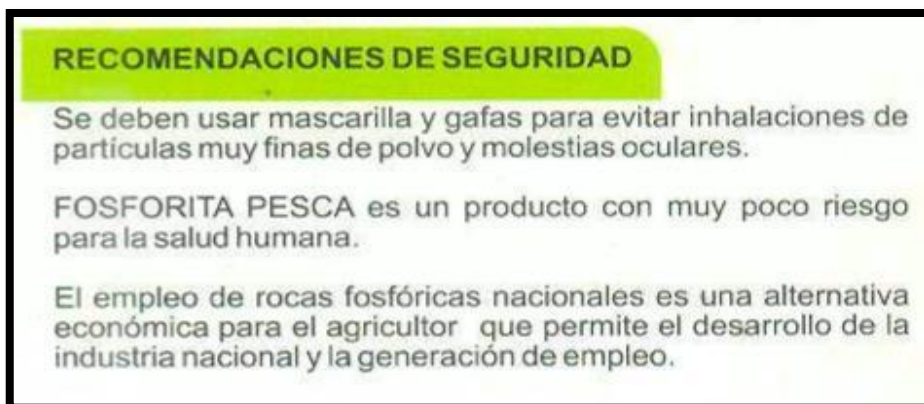 RECOMENDACIONES DE SEGURIDAD
Se deben usar mascarilla y gafas para evitar inhalaciones de
partículas muy finas de polvo y molestias oculares.
FOSFORITA PESCA es un producto con muy poco riesgo
para la salud humana.
El empleo de rocas fosfóricas nacionales es una alternativa
económica para el agricultor que permite el desarrollo de la
industria nacional y la generación de empleo.